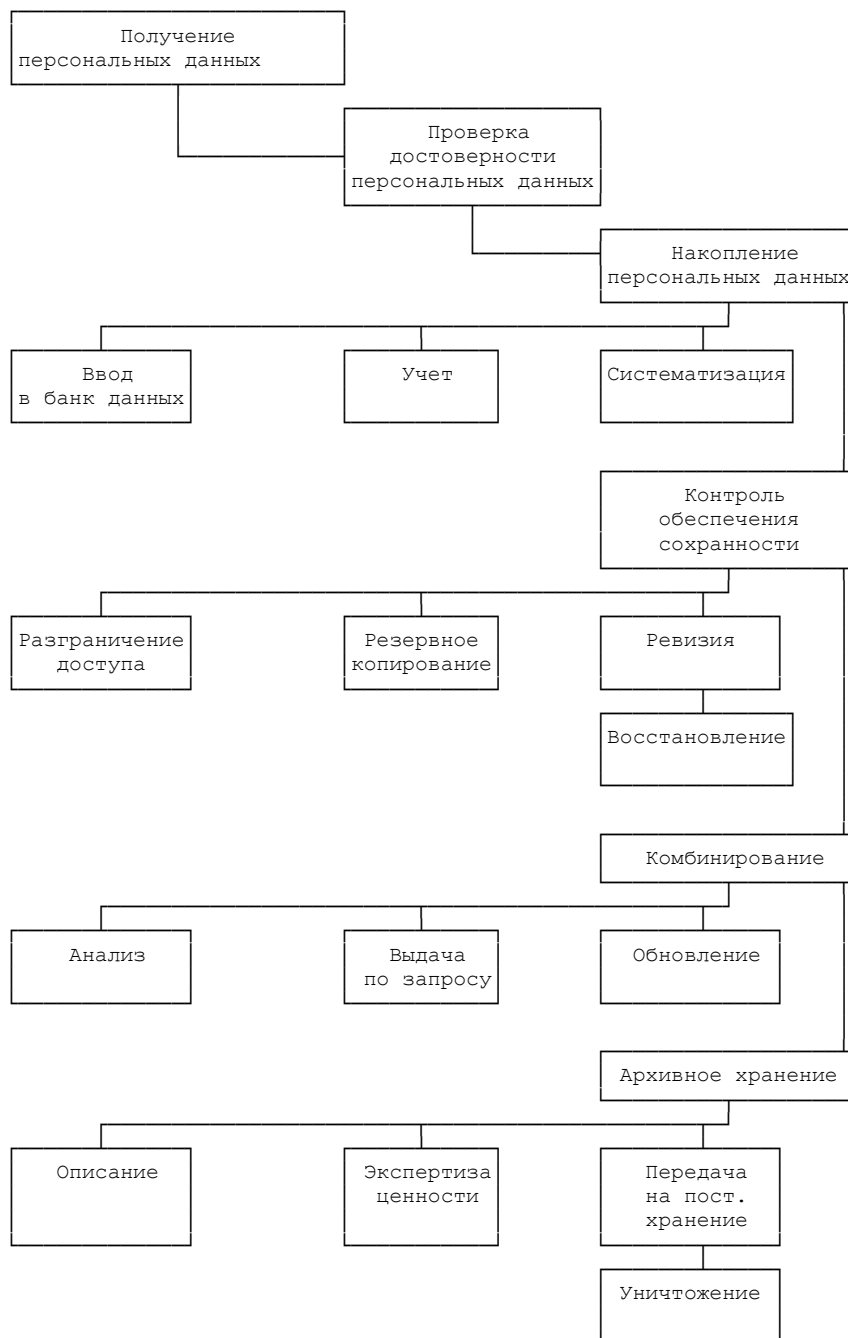 Получение
персональных данных
Проверка
достоверности
персональных данных
Накопление
персональных данных
Ввод
в банк данных
Учет
Систематизация
Контроль
обеспечения
сохранности
Разграничение
доступа
Резервное
копирование
Ревизия
Восстановление
Комбинирование
Анализ
Выдача
по запросу
Обновление
Архивное хранение
Описание
Экспертиза
ценности
Передача
на пост.
хранение
Уничтожение